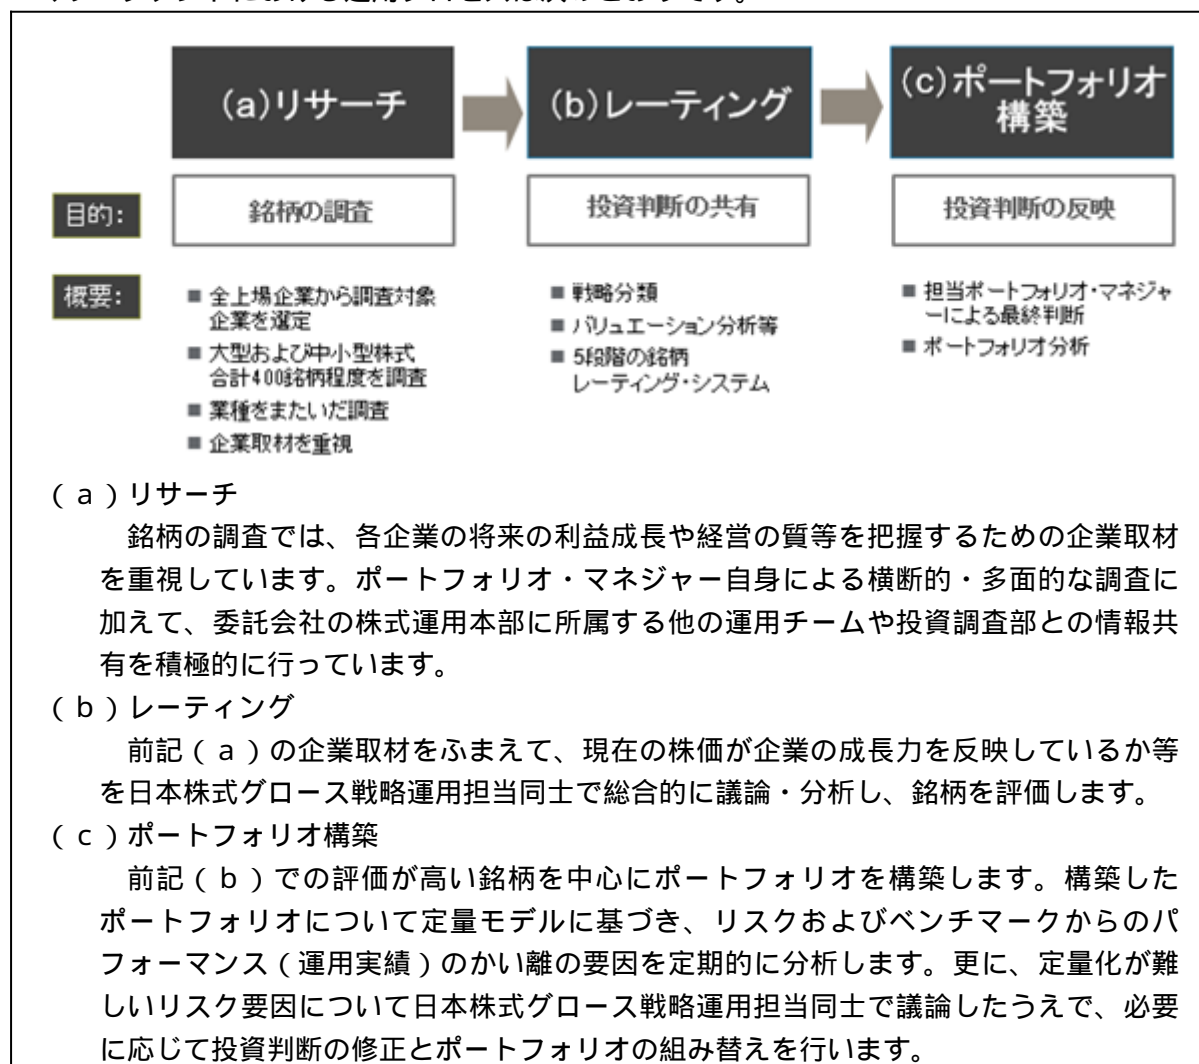 (a)リサーチ
(b)レーティング
(c)ポートフォリオ
構築
目的:
銘柄の調査
投資判断の共有
投資判断の反映
概要:
■ 全上場企業から調査対象
企業を選定
■ 大型および中小型株式
合計400銘柄程度を調査
■ 業種をまたいだ調査
■ 企業取材を重視
■ 戦略分類
■ バリュエーション分析等
■ 5段階の銘柄
レーティング・システム
■ 担当ポートフォリオ・マネジャ
ーによる最終判断
■ ポートフォリオ分析
(a)リサーチ
銘柄の調査では、各企業の将来の利益成長や経営の質等を把握するための企業取材
を重視しています。ポートフォリオ・マネジャー自身による横断的・多面的な調査に
加えて、委託会社の株式運用本部に所属する他の運用チームや投資調査部との情報共
有を積極的に行っています。
(b)レーティング
前記(a)の企業取材をふまえて、現在の株価が企業の成長力を反映しているか等
を日本株式グロース戦略運用担当同士で総合的に議論・分析し、銘柄を評価します。
(c)ポートフォリオ構築
前記(b)での評価が高い銘柄を中心にポートフォリオを構築します。構築した
ポートフォリオについて定量モデルに基づき、リスクおよびベンチマークからのパ
フォーマンス(運用実績)のかい離の要因を定期的に分析します。更に、定量化が難
しいリスク要因について日本株式グロース戦略運用担当同士で議論したうえで、必要
に応じて投資判断の修正とポートフォリオの組み替えを行います。